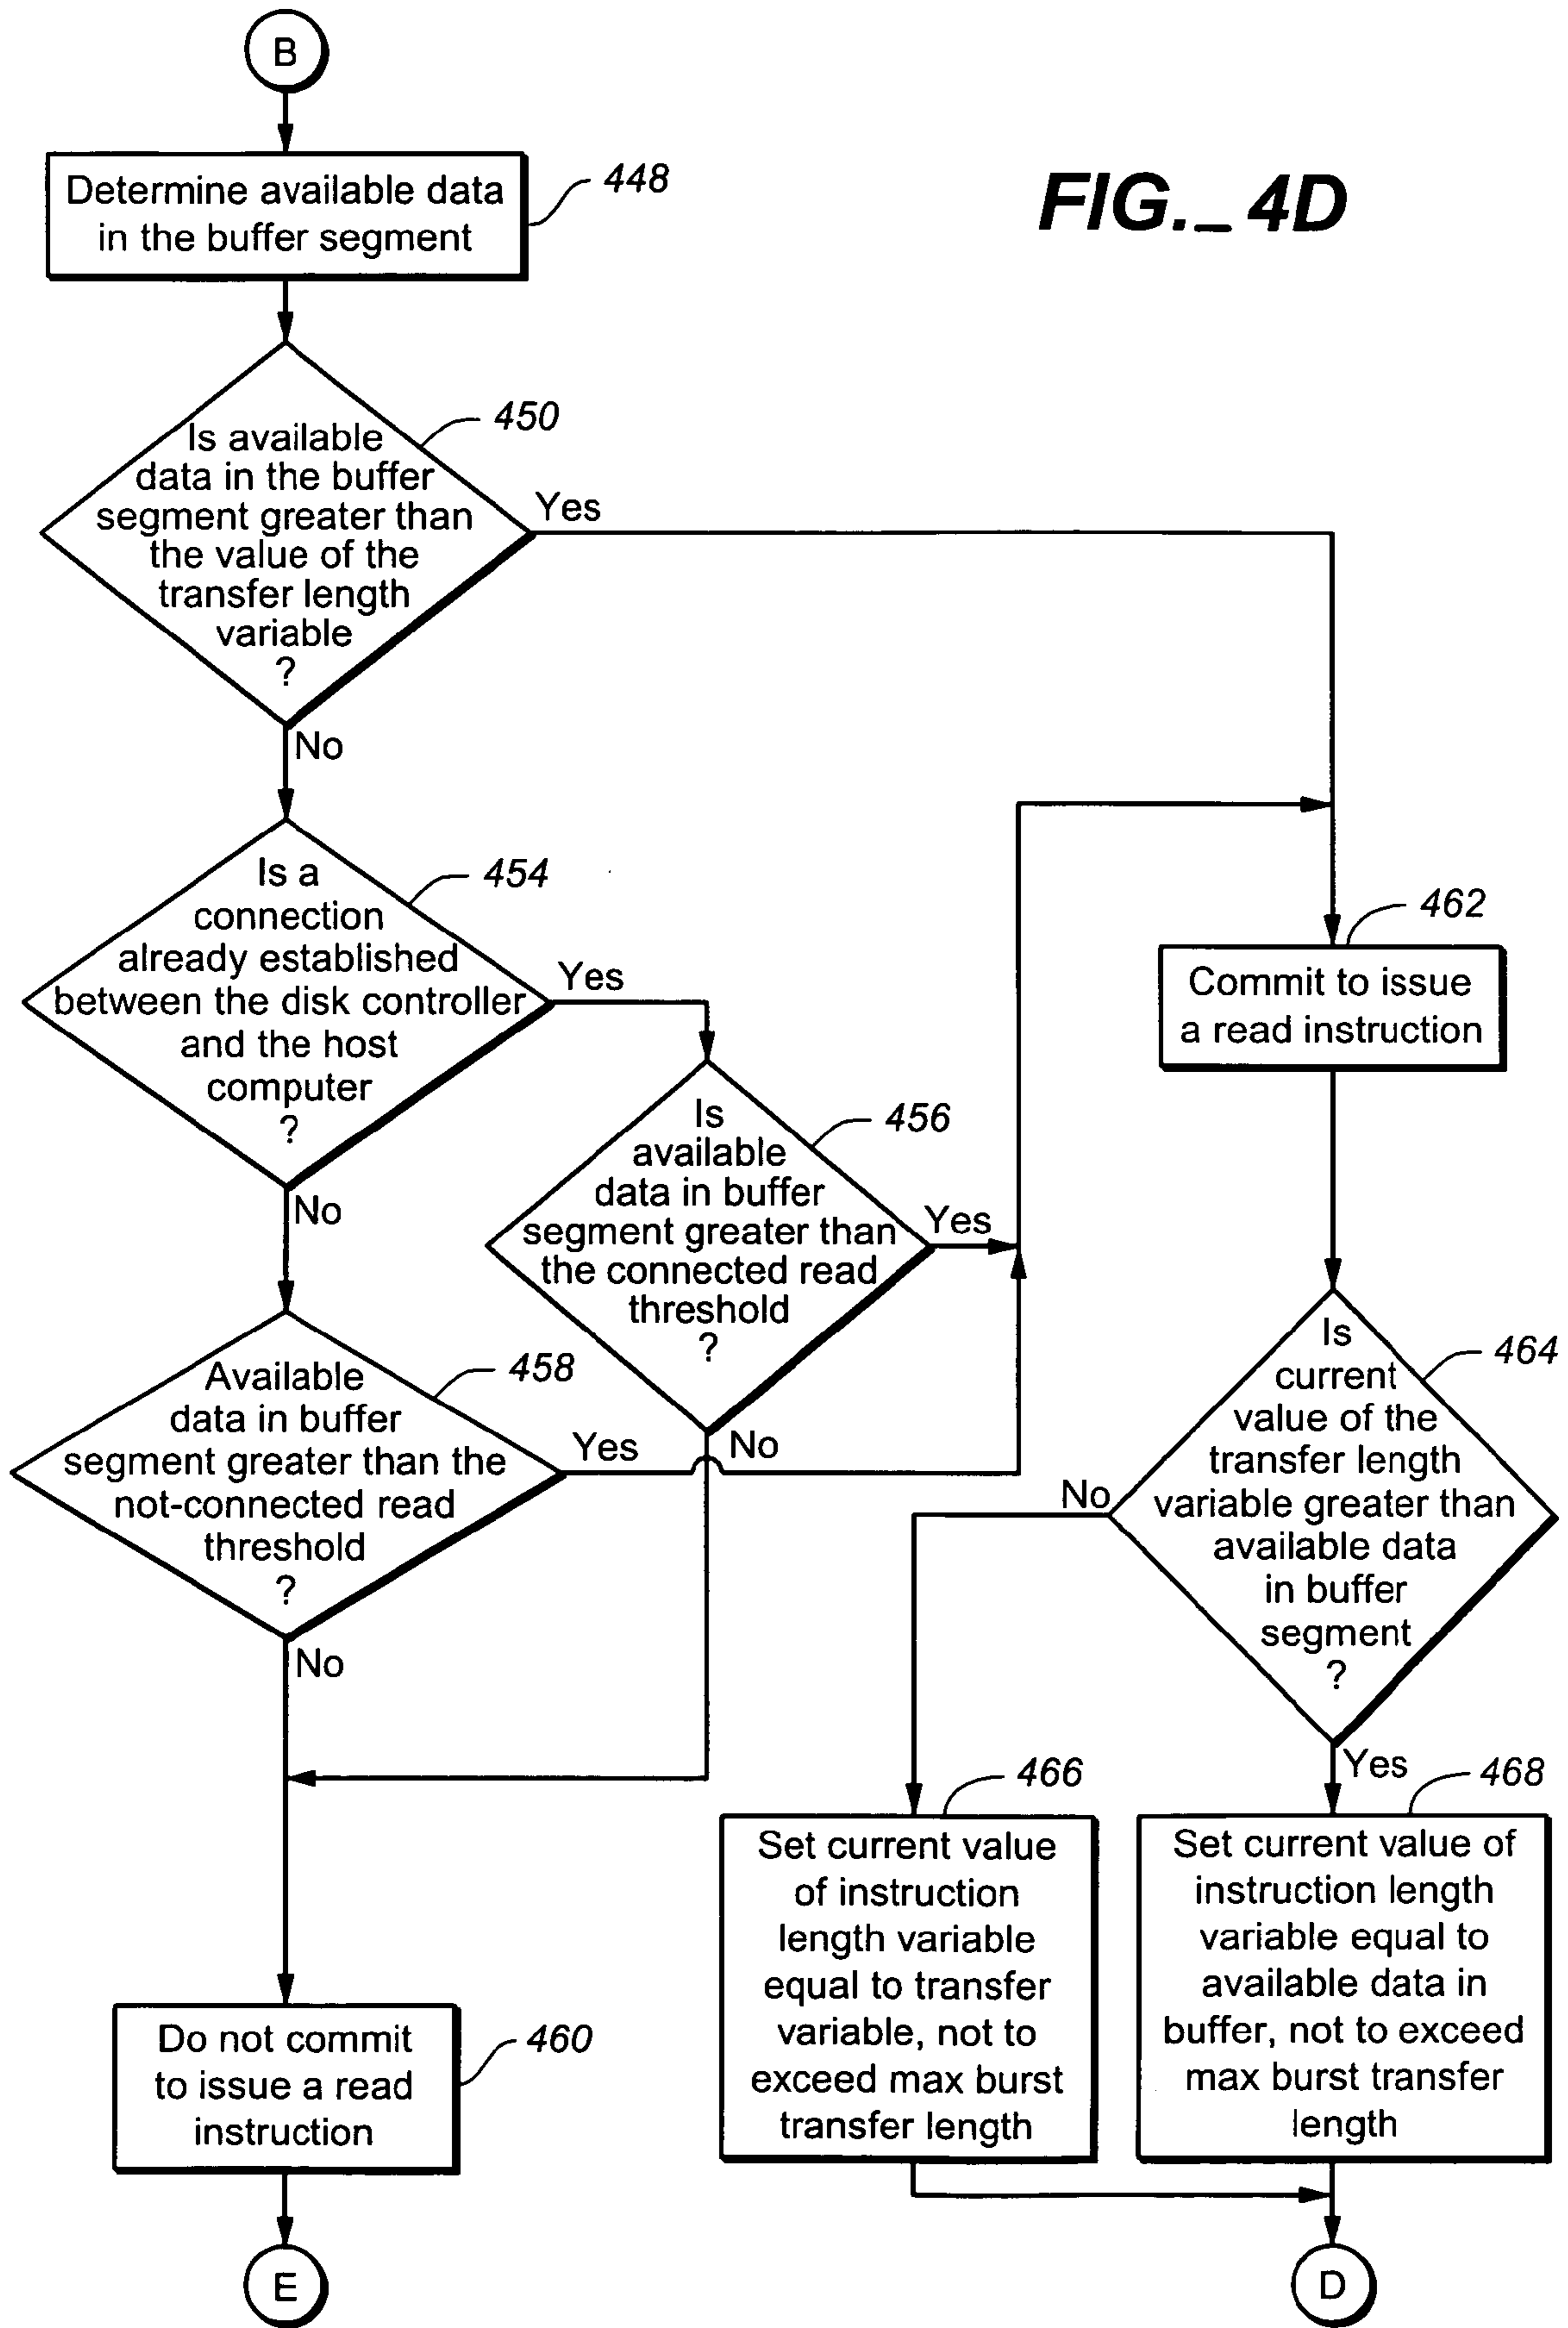 B
Determine available data
in the buffer segment
448
FIG._ 4D
Is available
data in the buffer
segment greater than
the value of the
transfer length
variable
?
450
Yes
No
Is a
connection
already established
between the disk controller
and the host
computer
?
454
Yes
No
Is
available
data in buffer
segment greater than
the connected read
threshold
?
456
Yes
No
Available
data in buffer
segment greater than the
not-connected read
threshold
?
458
Yes
No
Do not commit
to issue a read
instruction
460
E
Commit to issue
a read instruction
462
Is
current
value of the
transfer length
variable greater than
available data
in buffer
segment
?
464
No
Yes
Set current value
of instruction
length variable
equal to transfer
variable, not to
exceed max burst
transfer length
466
Set current value of
instruction length
variable equal to
available data in
buffer, not to exceed
max burst transfer
length
468
D